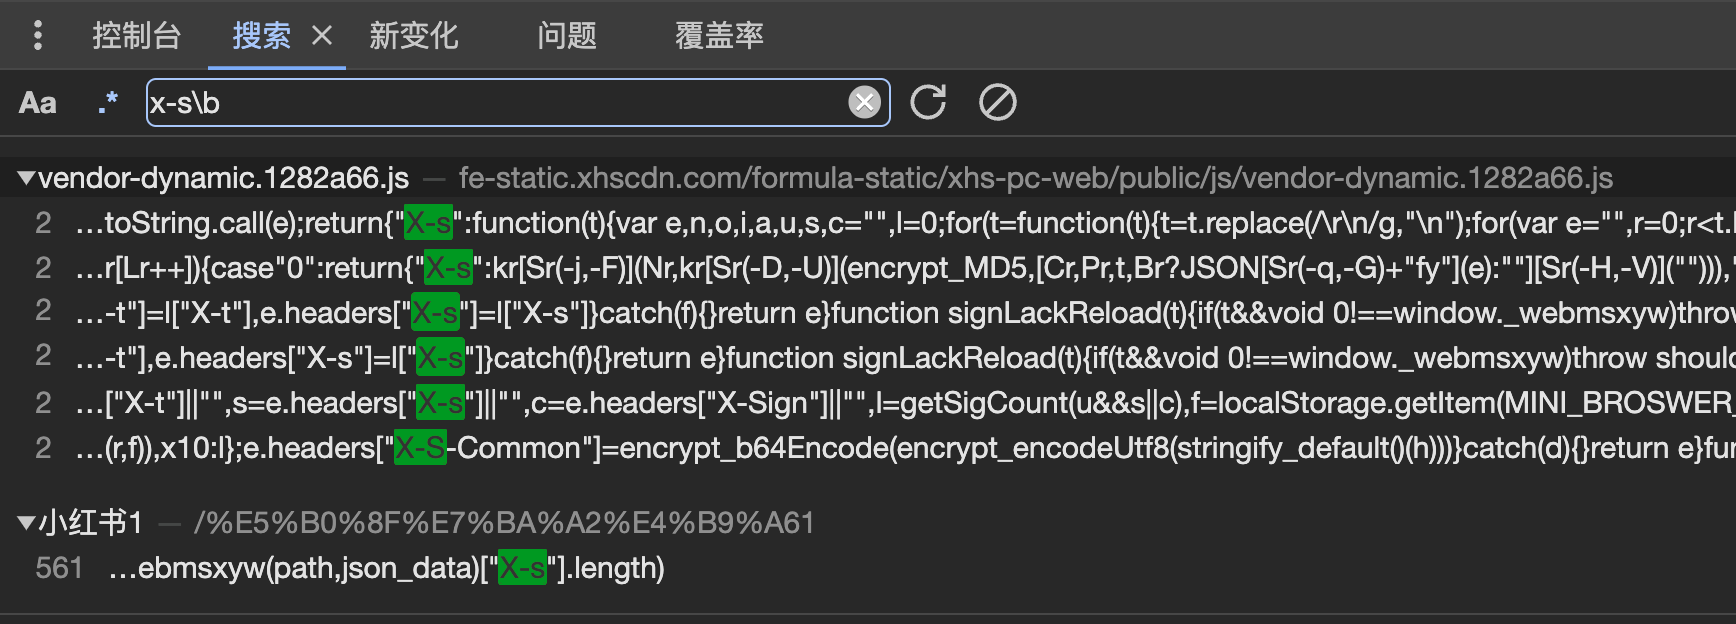 控制台 搜索 新变化 问题 覆盖率
Aa .* x-s\b
vendor-dynamic.1282a66.js — fe-static.xhscdn.com/formula-static/xhs-pc-web/public/js/vendor-dynamic.1282a66.js
2 …toString.call(e);return{"X-s":function(t){var e,n,o,i,a,u,s,c="",l=0;for(t=function(t){t=t.replace(/\r\n/g,"\n");for(var e="",r=0;r<t.l
2 …r[Lr++]){case"0":return{"X-s":kr[Sr(-j,-F)](Nr,kr[Sr(-D,-U)](encrypt_MD5,[Cr,Pr,t,Br?JSON[Sr(-q,-G)+"fy"](e):""][Sr(-H,-V)](""))),"
2 …-t"]=l["X-t"],e.headers["X-s"]=l["X-s"]}catch(f){}return e}function signLackReload(t){if(t&&void 0!==window._webmsxyw)throw
2 …-t"],e.headers["X-s"]=l["X-s"]}catch(f){}return e}function signLackReload(t){if(t&&void 0!==window._webmsxyw)throw should
2 …["X-t"]||"",s=e.headers["X-s"]||"",c=e.headers["X-Sign"]||"",l=getSigCount(u&&s||c),f=localStorage.getItem(MINI_BROSWER_
2 …(r,f)),x10:l};e.headers["X-S-Common"]=encrypt_b64Encode(encrypt_encodeUtf8(stringify_default()(h)))}catch(d){}return e}fun
小红书1 — /%E5%B0%8F%E7%BA%A2%E4%B9%A61
561 …ebmsxyw(path,json_data)["X-s"].length)